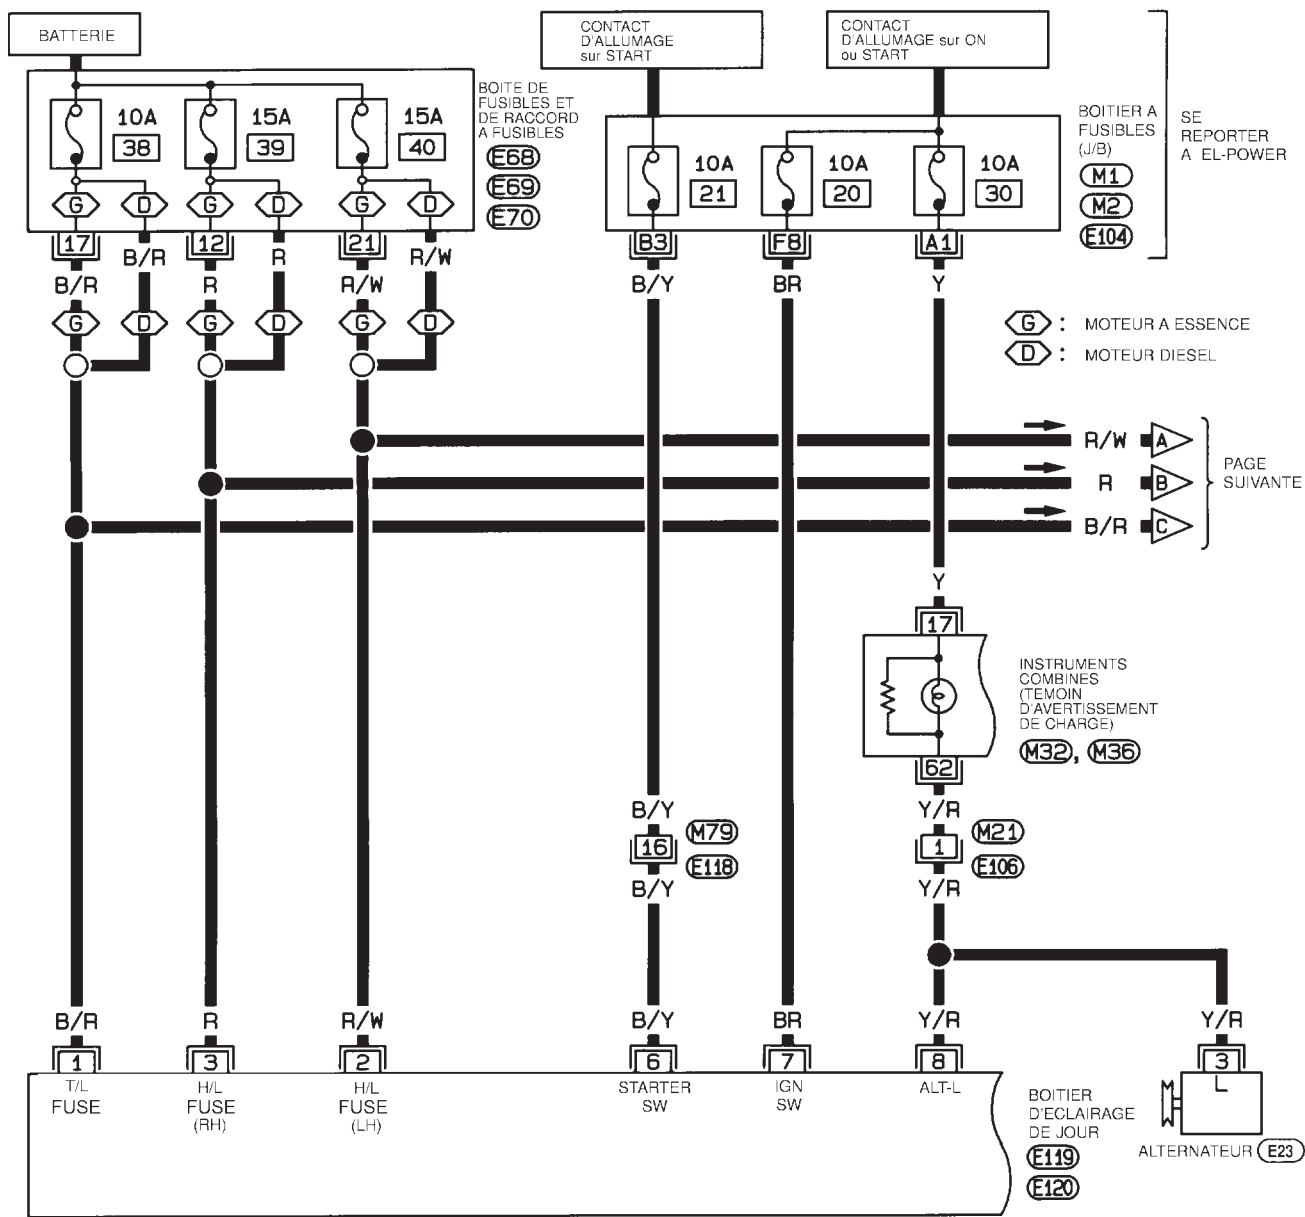 BATTERIE
CONTACT
D'ALLUMAGE
sur START
CONTACT
D'ALLUMAGE sur ON
ou START
10A
38
15A
39
15A
40
BOITE DE
FUSIBLES ET
DE RACCORD
A FUSIBLES
E68
E69
E70
10A
21
10A
20
10A
30
BOITIER A
FUSIBLES
(J/B)
M1
M2
E104
SE
REPORTER
A EL-POWER
G D G D G D
17 B/R 12 R 21 R/W
B3 F8 A1
B/R R R/W
B/Y BR Y
G D G D G D
G : MOTEUR A ESSENCE
D : MOTEUR DIESEL
R/W A
R B
B/R C
PAGE
SUIVANTE
Y
17
INSTRUMENTS
COMBINES
(TEMOIN
D'AVERTISSEMENT
DE CHARGE)
M32, M36
62
B/Y
16
M79
E118
B/Y
Y/R
1
M21
E106
Y/R
B/R R R/W B/Y BR Y/R Y/R
1 3 2 6 7 8 3
T/L
FUSE
H/L
FUSE
(RH)
H/L
FUSE
(LH)
STARTER
SW
IGN
SW
ALT-L
L
BOITIER
D'ECLAIRAGE
DE JOUR
E119
E120
ALTERNATEUR E23